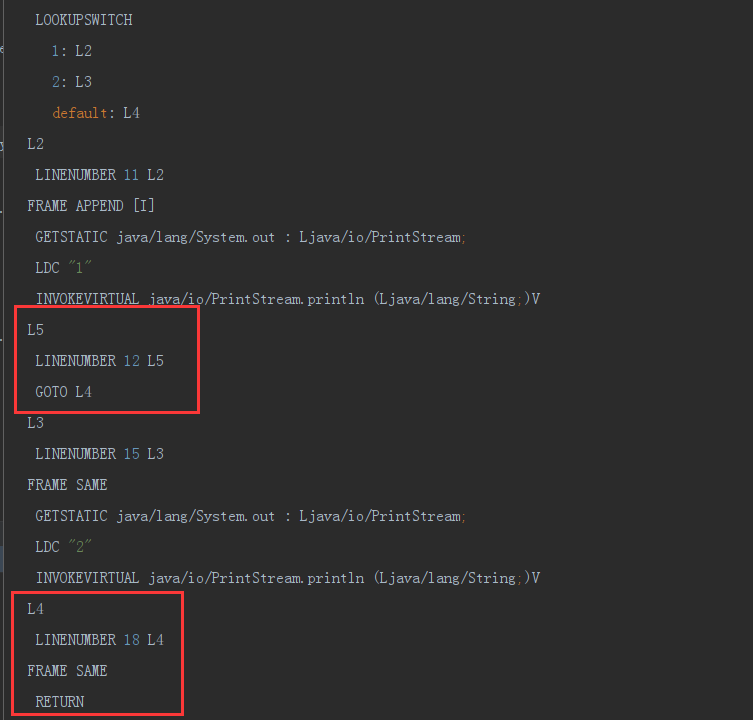 LOOKUPSWITCH
1: L2
2: L3
default: L4
L2
LINENUMBER 11 L2
FRAME APPEND [I]
GETSTATIC java/lang/System.out : Ljava/io/PrintStream;
LDC "1"
INVOKEVIRTUAL java/io/PrintStream.println (Ljava/lang/String;)V
L5
LINENUMBER 12 L5
GOTO L4
L3
LINENUMBER 15 L3
FRAME SAME
GETSTATIC java/lang/System.out : Ljava/io/PrintStream;
LDC "2"
INVOKEVIRTUAL java/io/PrintStream.println (Ljava/lang/String;)V
L4
LINENUMBER 18 L4
FRAME SAME
RETURN